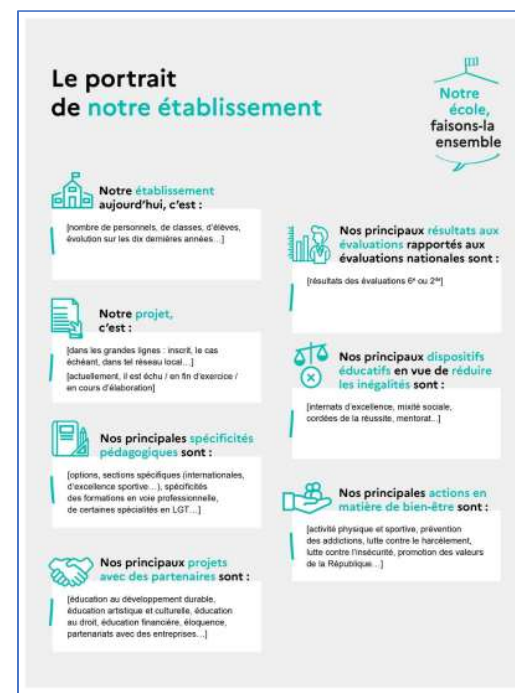 Le portrait
de notre établissement
Notre
école,
faisons-la
ensemble
Notre établissement
aujourd'hui, c'est :
[nombre de personnels, de classes, d'élèves,
évolution sur les dix dernières années…]
Notre projet,
c'est :
[dans les grandes lignes : inscrit, le cas
échéant, dans tel réseau local…]
[actuellement, il est échu / en fin d'exercice /
en cours d'élaboration]
Nos principales spécificités
pédagogiques sont :
[options, sections spécifiques (internationales,
d'excellence sportive…), spécificités
des formations en voie professionnelle,
de certaines spécialités en LGT…]
Nos principaux projets
avec des partenaires sont :
[éducation au développement durable,
éducation artistique et culturelle, éducation
au droit, éducation financière, éloquence,
partenariats avec des entreprises…]
Nos principaux résultats aux
évaluations rapportés aux
évaluations nationales sont :
[résultats des évaluations 6e ou 2de]
Nos principaux dispositifs
éducatifs en vue de réduire
les inégalités sont :
[internats d'excellence, mixité sociale,
cordées de la réussite, mentorat...]
Nos principales actions en
matière de bien-être sont :
[activité physique et sportive, prévention
des addictions, lutte contre le harcèlement,
lutte contre l'insécurité, promotion des valeurs
de la République…]